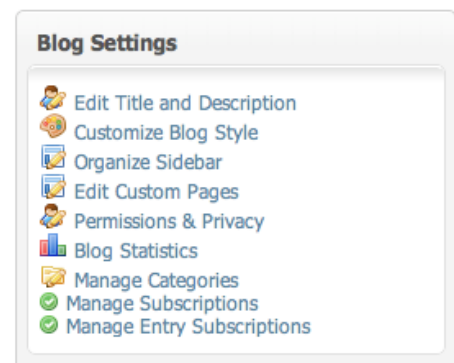 Blog Settings
Edit Title and Description
Customize Blog Style
Organize Sidebar
Edit Custom Pages
Permissions & Privacy
Blog Statistics
Manage Categories
Manage Subscriptions
Manage Entry Subscriptions